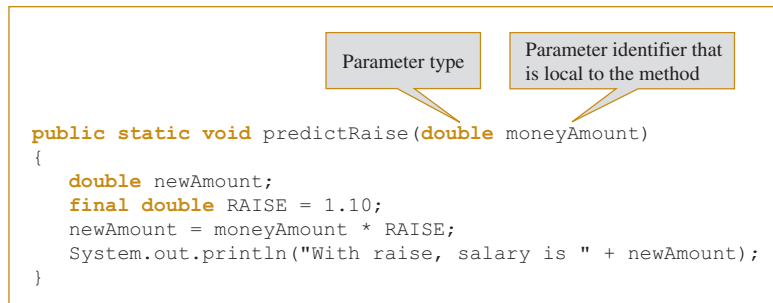 Parameter type
Parameter identifier that
is local to the method
public static void predictRaise(double moneyAmount)
{
   double newAmount;
   final double RAISE = 1.10;
   newAmount = moneyAmount * RAISE;
   System.out.println("With raise, salary is " + newAmount);
}